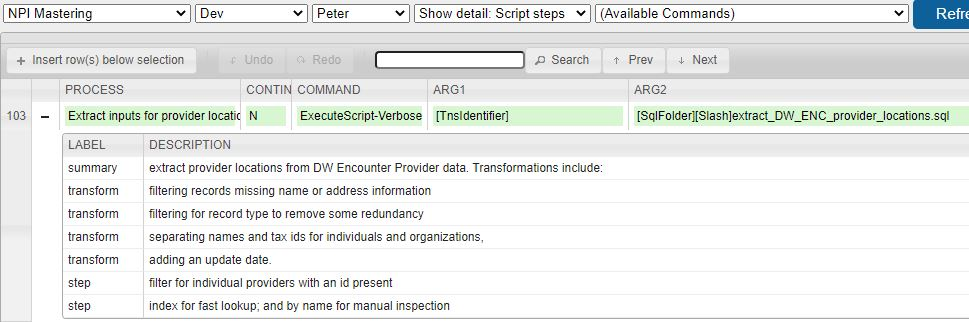 NPI Mastering Dev Peter Show detail: Script steps (Available Commands) Refre
Insert row(s) below selection Undo Redo Search Prev Next
PROCESS CONTIN COMMAND ARG1 ARG2
103 Extract inputs for provider locatic N ExecuteScript-Verbose [TnsIdentifier] [SqlFolder][Slash]extract_DW_ENC_provider_locations.sql
LABEL DESCRIPTION
summary extract provider locations from DW Encounter Provider data. Transformations include:
transform filtering records missing name or address information
transform filtering for record type to remove some redundancy
transform separating names and tax ids for individuals and organizations,
transform adding an update date.
step filter for individual providers with an id present
step index for fast lookup; and by name for manual inspection